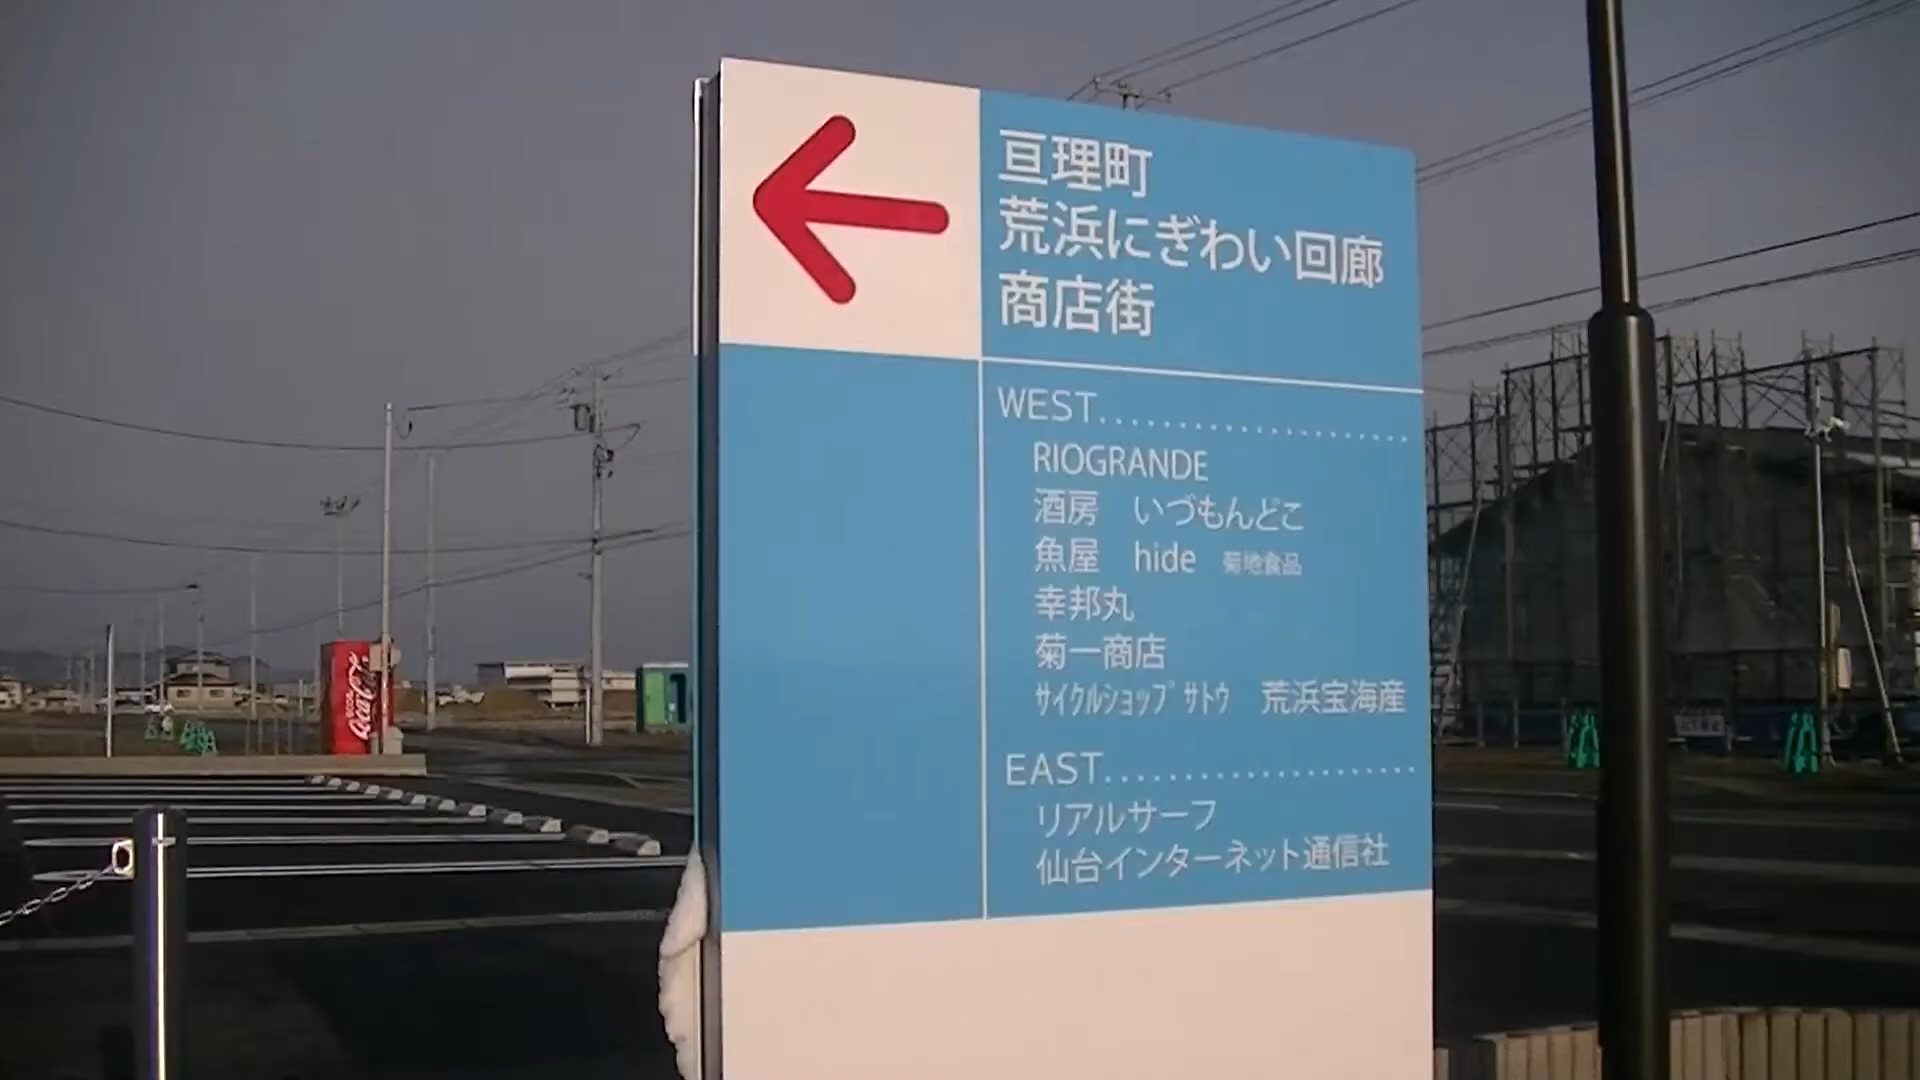 亘理町
荒浜にぎわい回廊
商店街
WEST
RIOGRANDE
酒房 いづもんどこ
魚屋 hide 菊地食品
幸邦丸
菊一商店
サイクルショップ サトウ 荒浜宝海産
EAST
リアルサーフ
仙台インターネット通信社
Coca-Cola